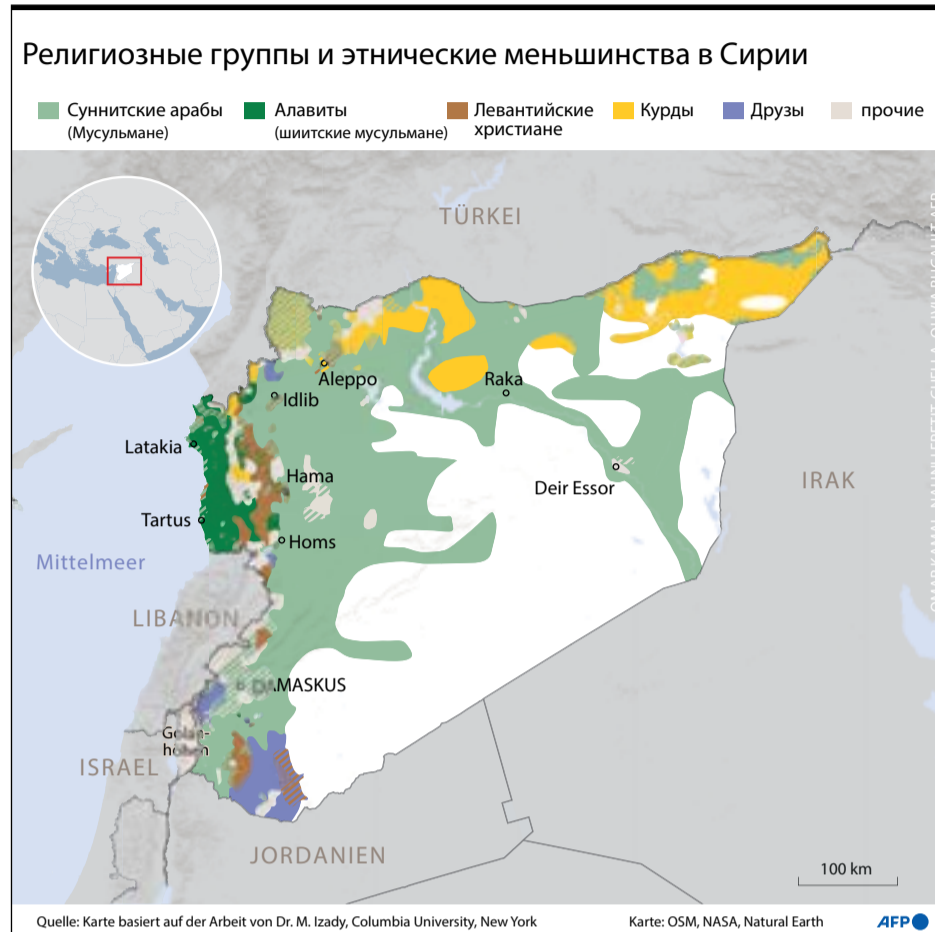 Религиозные группы и этнические меньшинства в Сирии
Суннитские арабы
(Мусульмане)
Алавиты
(шиитские мусульмане)
Левантийские
христиане
Курды
Друзы
прочие
TÜRKEI
Aleppo
Idlib
Raka
Latakia
Hama
Deir Essor
IRAK
Tartus
Homs
Mittelmeer
LIBANON
DAMASKUS
Golan-
höhen
ISRAEL
JORDANIEN
100 km
Quelle: Karte basiert auf der Arbeit von Dr. M. Izady, Columbia University, New York
Karte: OSM, NASA, Natural Earth
AFP